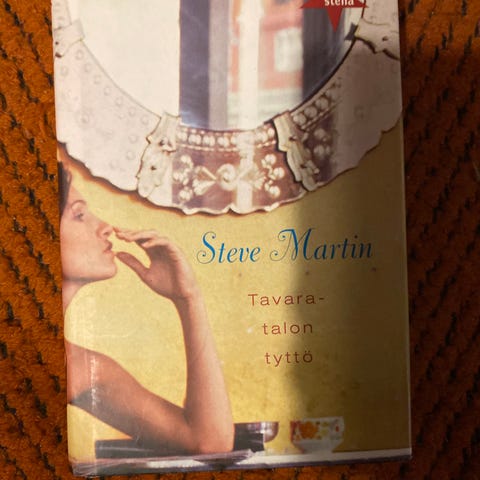 stella
Steve Martin
Tavara-
talon
tyttö